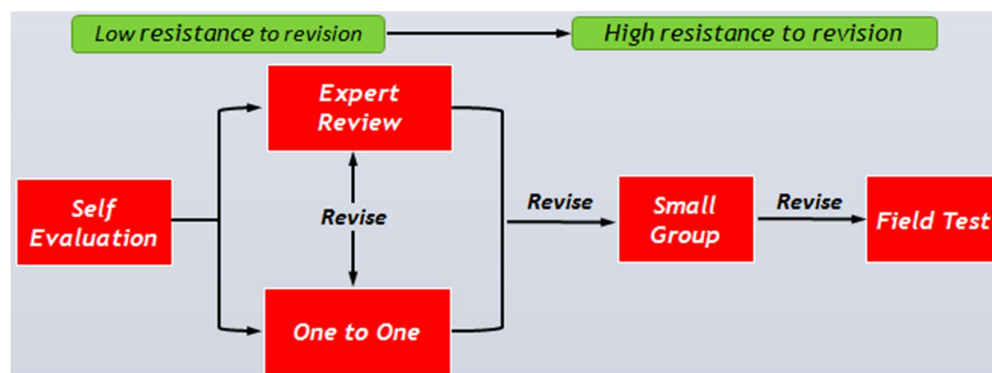 Low resistance to revision
High resistance to revision
Expert
Review
Self
Evaluation
Revise
One to One
Revise
Small
Group
Revise
Field Test